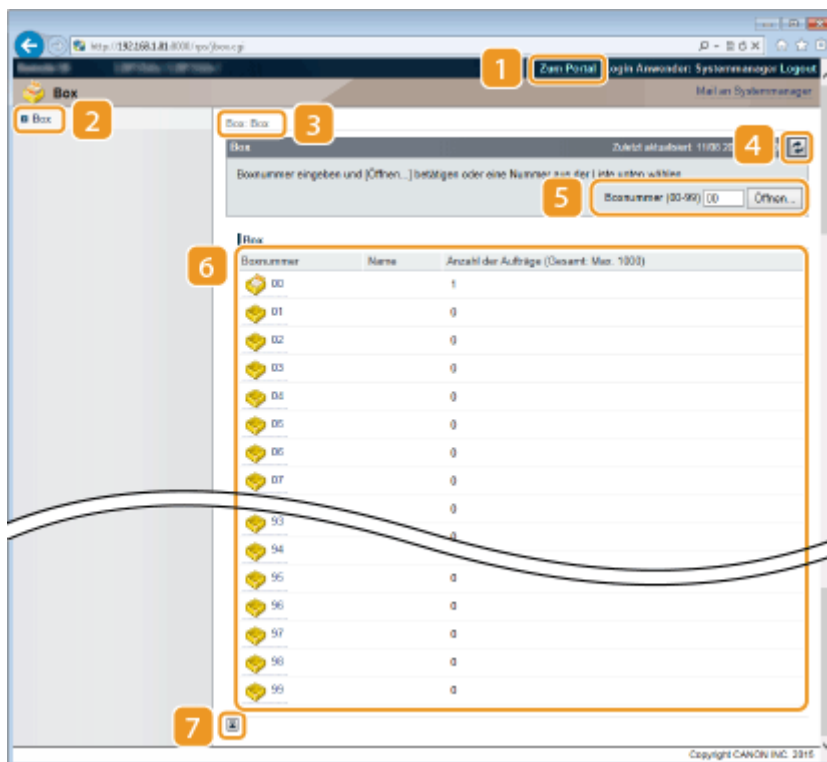 http://192.168.1.81:8000/rps/jbox.cgi
1
Zum Portal Login Anwender: Systemmanager Logout
Box
Mail an Systemmanager
Box
2
Box: Box
3
Box
Zuletzt aktualisiert: 11/06 20
4
Boxnummer eingeben und [Öffnen...] betätigen oder eine Nummer aus der Liste unten wählen.
5
Boxnummer (00-99) 00 Öffnen...
Box
6
Boxnummer Name Anzahl der Aufträge (Gesamt: Max. 1000)
00 1
01 0
02 0
03 0
04 0
05 0
06 0
07 0
0
93
0
94
95 0
96 0
97 0
98 0
99 0
7
Copyright CANON INC. 2015